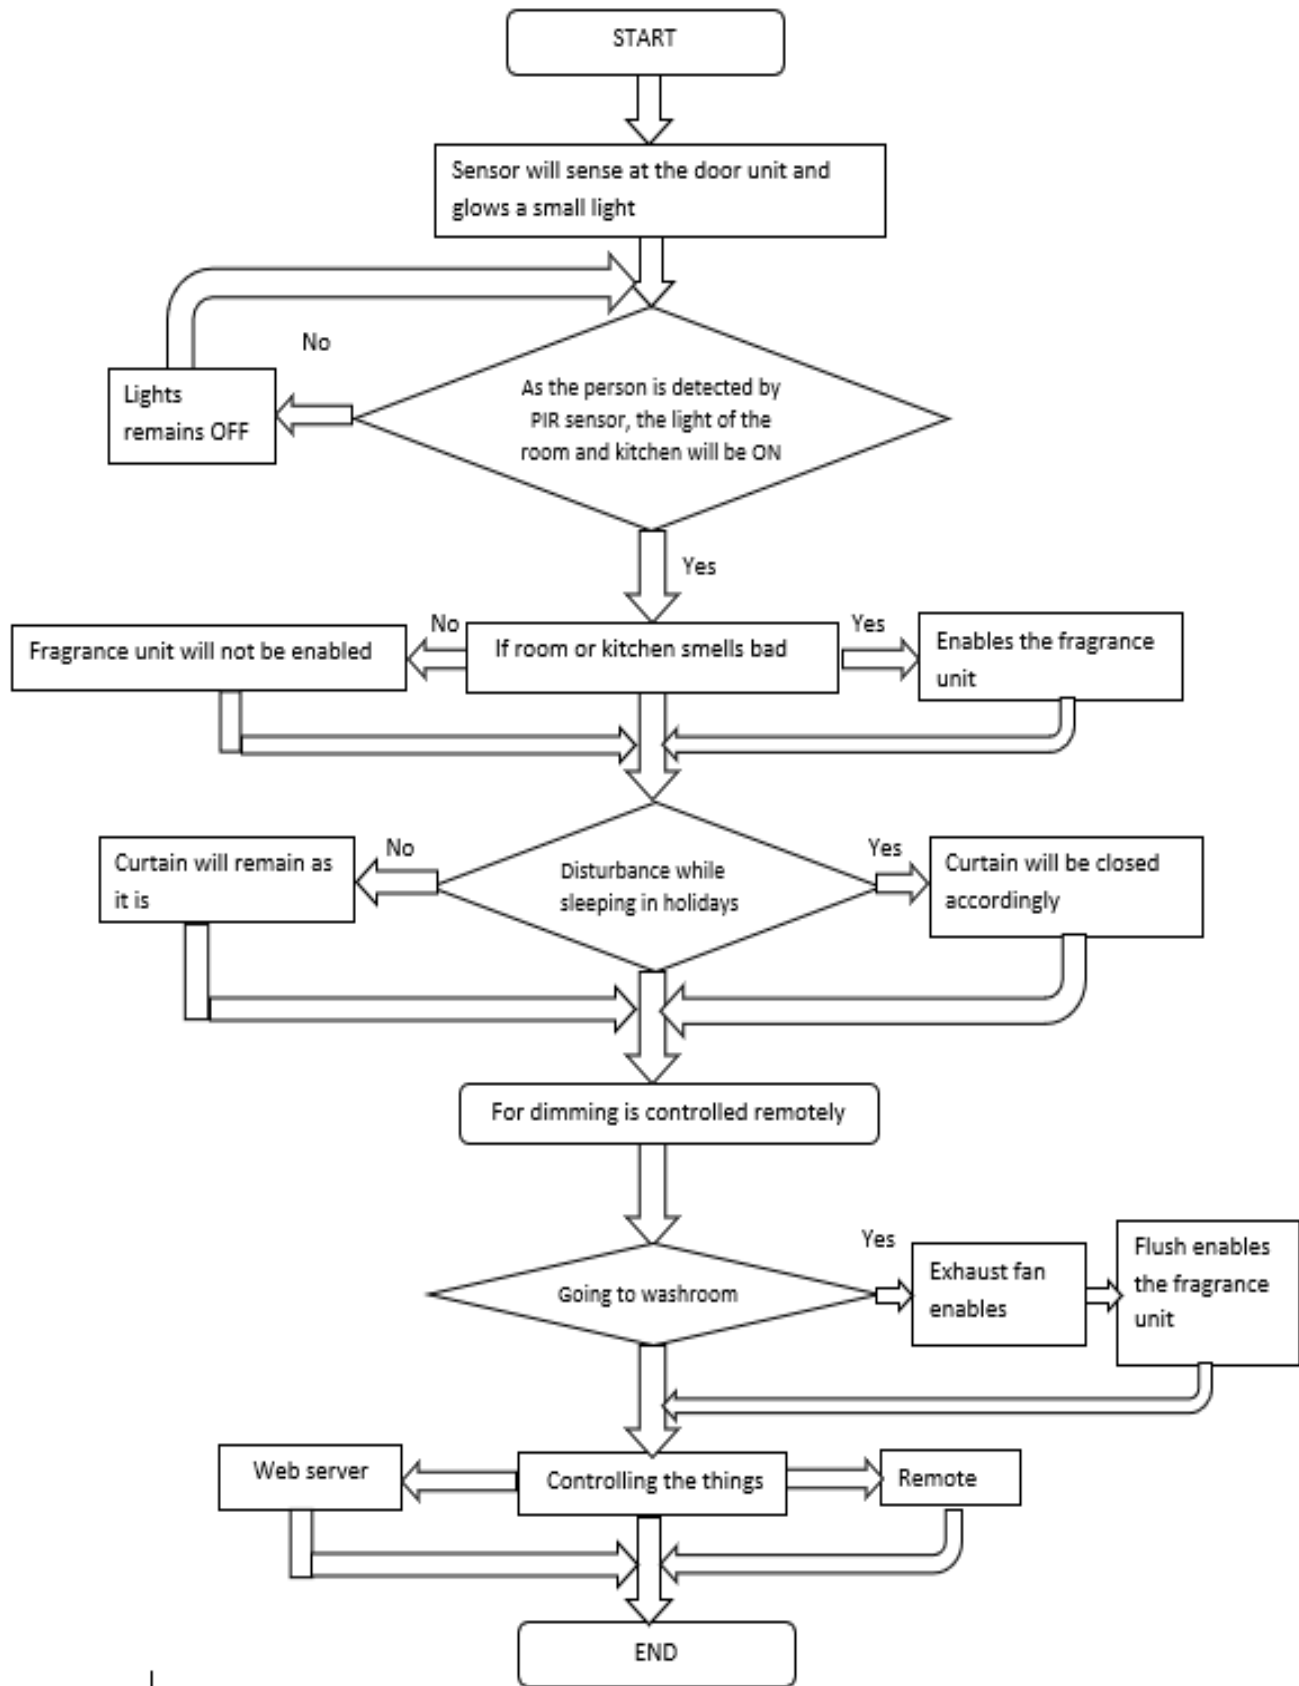 START
Sensor will sense at the door unit and
glows a small light
No
Lights
remains OFF
As the person is detected by
PIR sensor, the light of the
room and kitchen will be ON
Yes
No
Yes
Fragrance unit will not be enabled
If room or kitchen smells bad
Enables the fragrance
unit
Curtain will remain as
it is
No
Disturbance while
sleeping in holidays
Yes
Curtain will be closed
accordingly
For dimming is controlled remotely
Going to washroom
Yes
Exhaust fan
enables
Flush enables
the fragrance
unit
Web server
Controlling the things
Remote
END